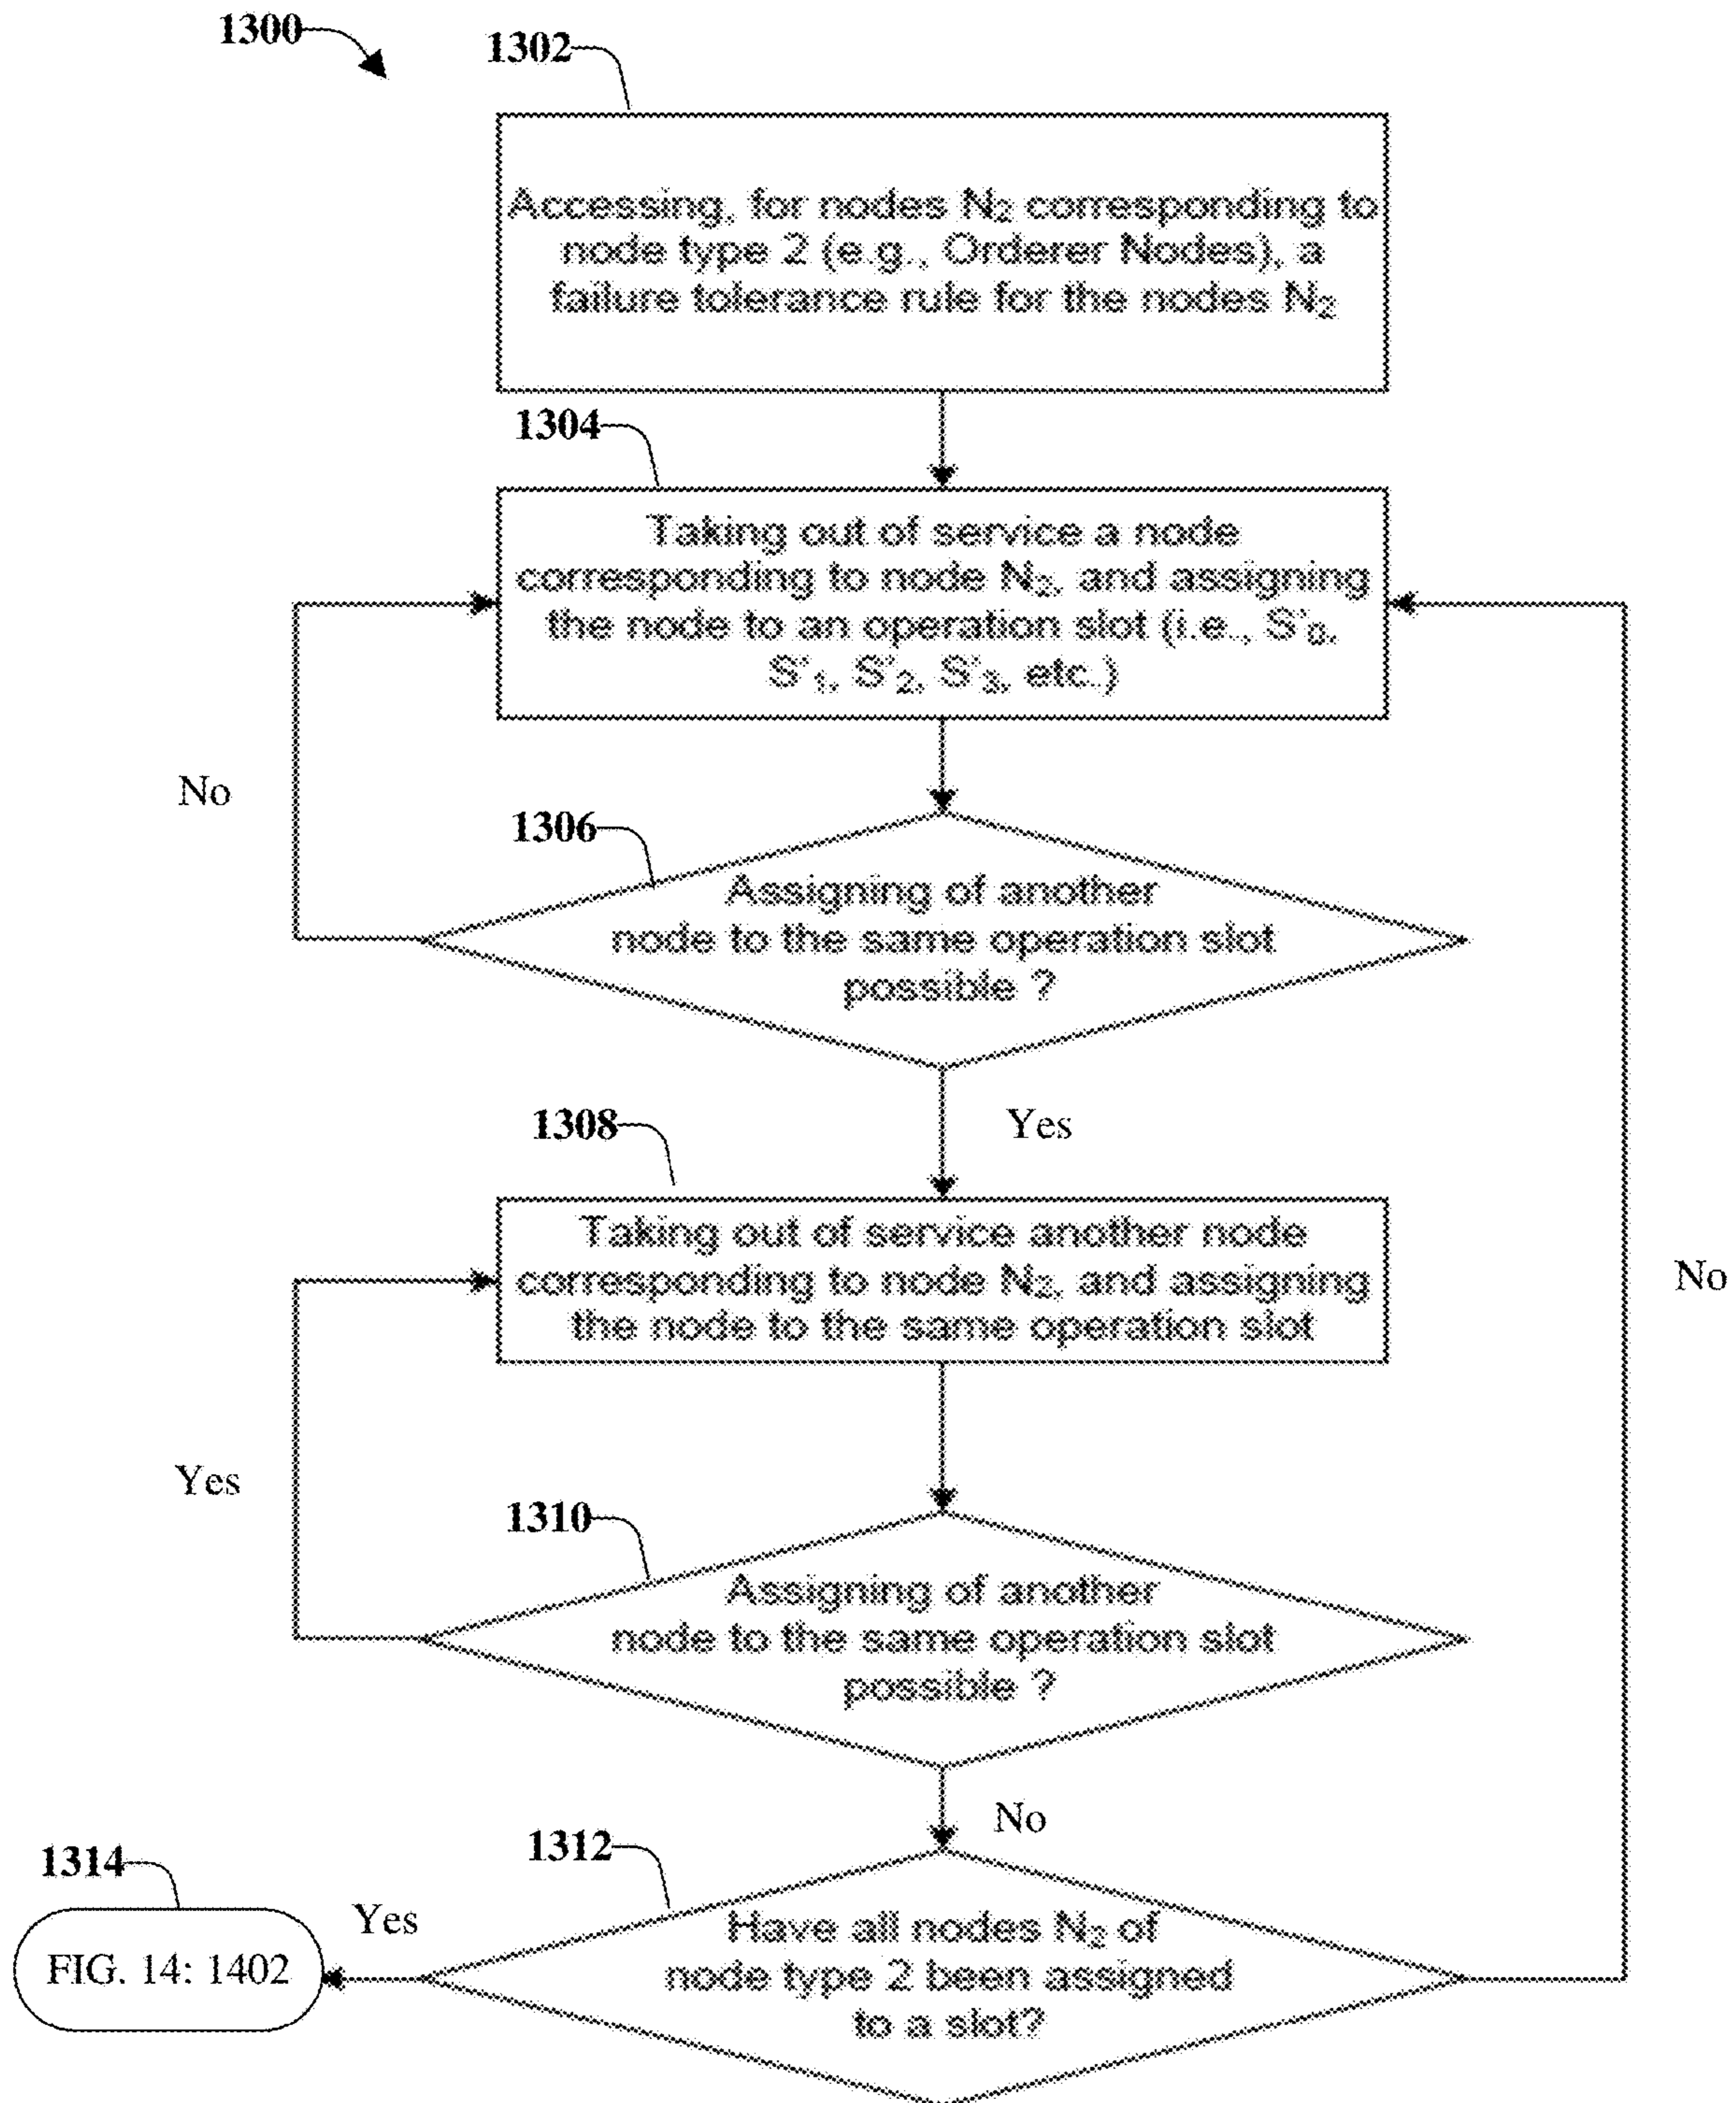 1300
1302
Accessing, for nodes N₂ corresponding to
node type 2 (e.g., Orderer Nodes), a
failure tolerance rule for the nodes N₂
1304
Taking out of service a node
corresponding to node N₂, and assigning
the node to an operation slot (i.e., S'₀,
S'₁, S'₂, S'₃, etc.)
No
1306
Assigning of another
node to the same operation slot
possible ?
Yes
1308
Taking out of service another node
corresponding to node N₂, and assigning
the node to the same operation slot
No
Yes
1310
Assigning of another
node to the same operation slot
possible ?
No
1312
1314
Yes
Have all nodes N₂ of
node type 2 been assigned
to a slot?
FIG. 14: 1402